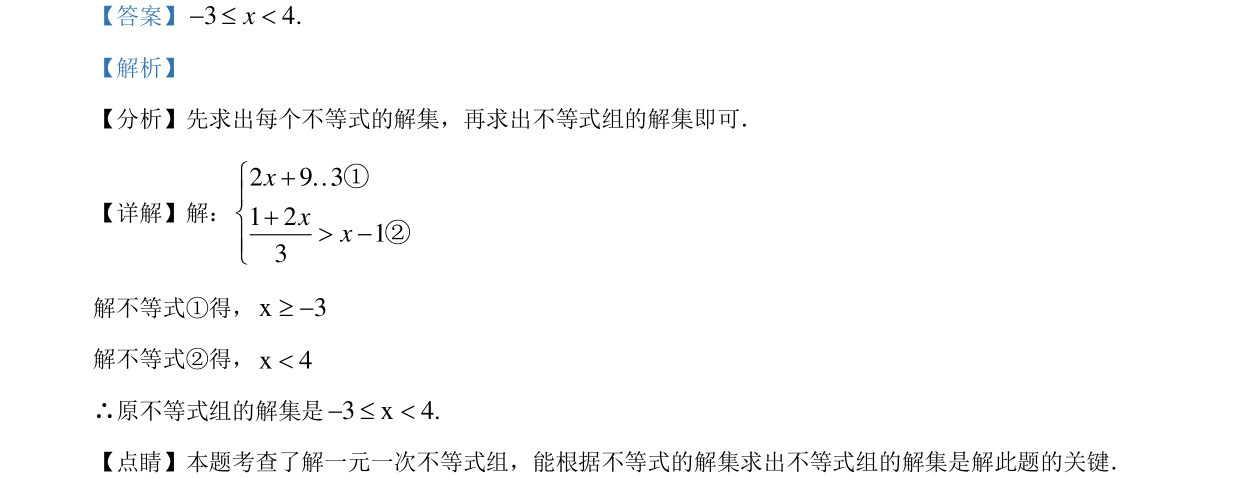 【答案】−3≤ x < 4.
【解析】
【分析】先求出每个不等式的解集，再求出不等式组的解集即可．
【详解】解：{2x+9‥3①
(1+2x)/3 > x−1②
解不等式①得，x ≥ −3
解不等式②得，x < 4
∴原不等式组的解集是−3≤ x < 4.
【点睛】本题考查了解一元一次不等式组，能根据不等式的解集求出不等式组的解集是解此题的关键．